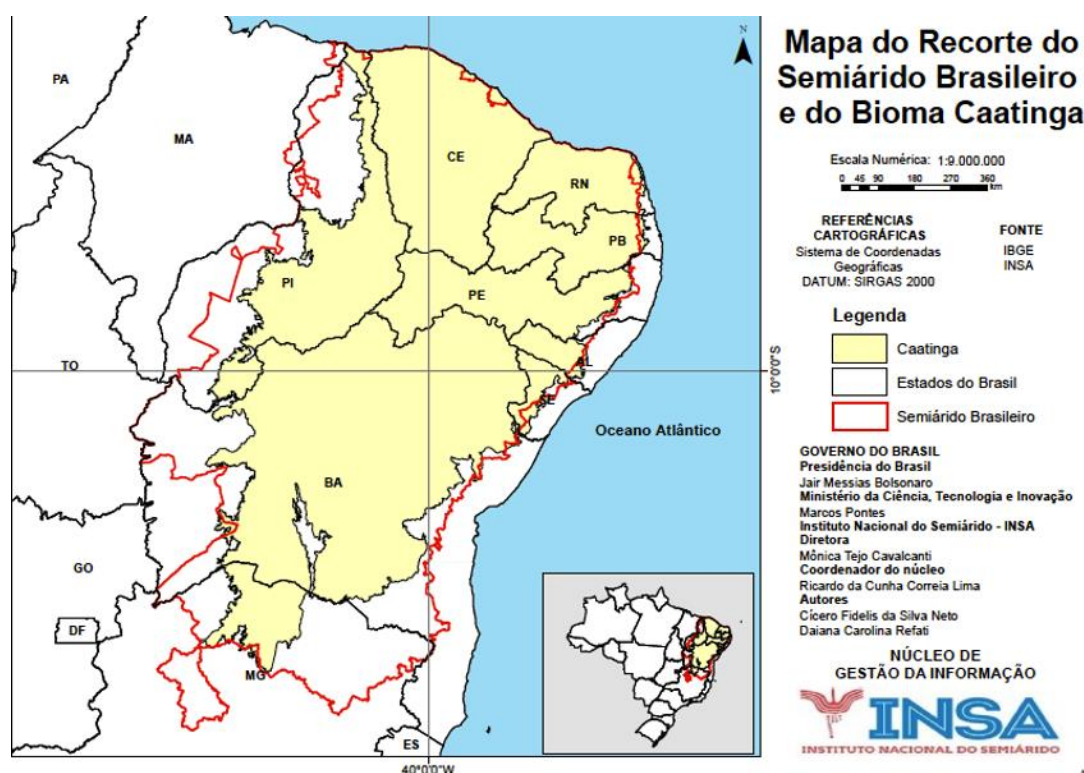 Mapa do Recorte do
Semiárido Brasileiro
e do Bioma Caatinga
Escala Numérica: 1:9.000.000
0 45 90 180 270 360
km
REFERÊNCIAS
CARTOGRÁFICAS
Sistema de Coordenadas
Geográficas
DATUM: SIRGAS 2000
FONTE
IBGE
INSA
Legenda
Caatinga
Estados do Brasil
Semiárido Brasileiro
GOVERNO DO BRASIL
Presidência do Brasil
Jair Messias Bolsonaro
Ministério da Ciência, Tecnologia e Inovação
Marcos Pontes
Instituto Nacional do Semiárido - INSA
Diretora
Mônica Tejo Cavalcanti
Coordenador do núcleo
Ricardo da Cunha Correia Lima
Autores
Cícero Fidelis da Silva Neto
Daiana Carolina Refati
NÚCLEO DE
GESTÃO DA INFORMAÇÃO
INSA
INSTITUTO NACIONAL DO SEMIÁRIDO
N
PA
MA
CE
RN
PB
PI
PE
TO
AL
SE
Oceano Atlântico
BA
GO
DF
MG
ES
10°0'0"S
40°0'0"W